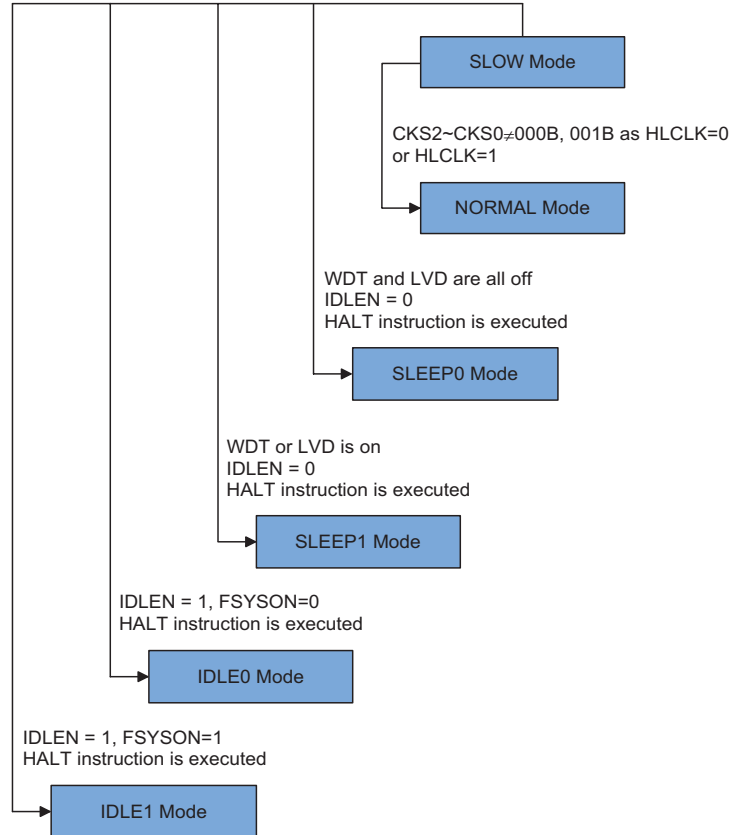 SLOW Mode
CKS2~CKS0≠000B, 001B as HLCLK=0
or HLCLK=1
NORMAL Mode
WDT and LVD are all off
IDLEN = 0
HALT instruction is executed
SLEEP0 Mode
WDT or LVD is on
IDLEN = 0
HALT instruction is executed
SLEEP1 Mode
IDLEN = 1, FSYSON=0
HALT instruction is executed
IDLE0 Mode
IDLEN = 1, FSYSON=1
HALT instruction is executed
IDLE1 Mode